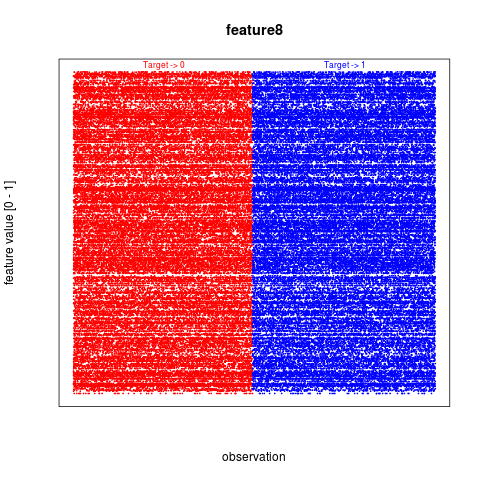 feature8
Target -> 0
Target -> 1
feature value [0 - 1]
observation